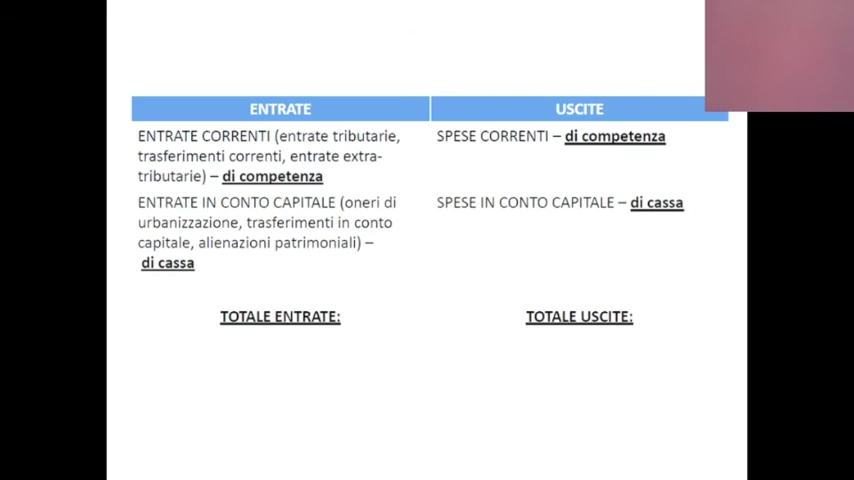 ENTRATE
USCITE
ENTRATE CORRENTI (entrate tributarie,
trasferimenti correnti, entrate extra-
tributarie) – di competenza
SPESE CORRENTI – di competenza
ENTRATE IN CONTO CAPITALE (oneri di
urbanizzazione, trasferimenti in conto
capitale, alienazioni patrimoniali) –
di cassa
SPESE IN CONTO CAPITALE – di cassa
TOTALE ENTRATE:
TOTALE USCITE: